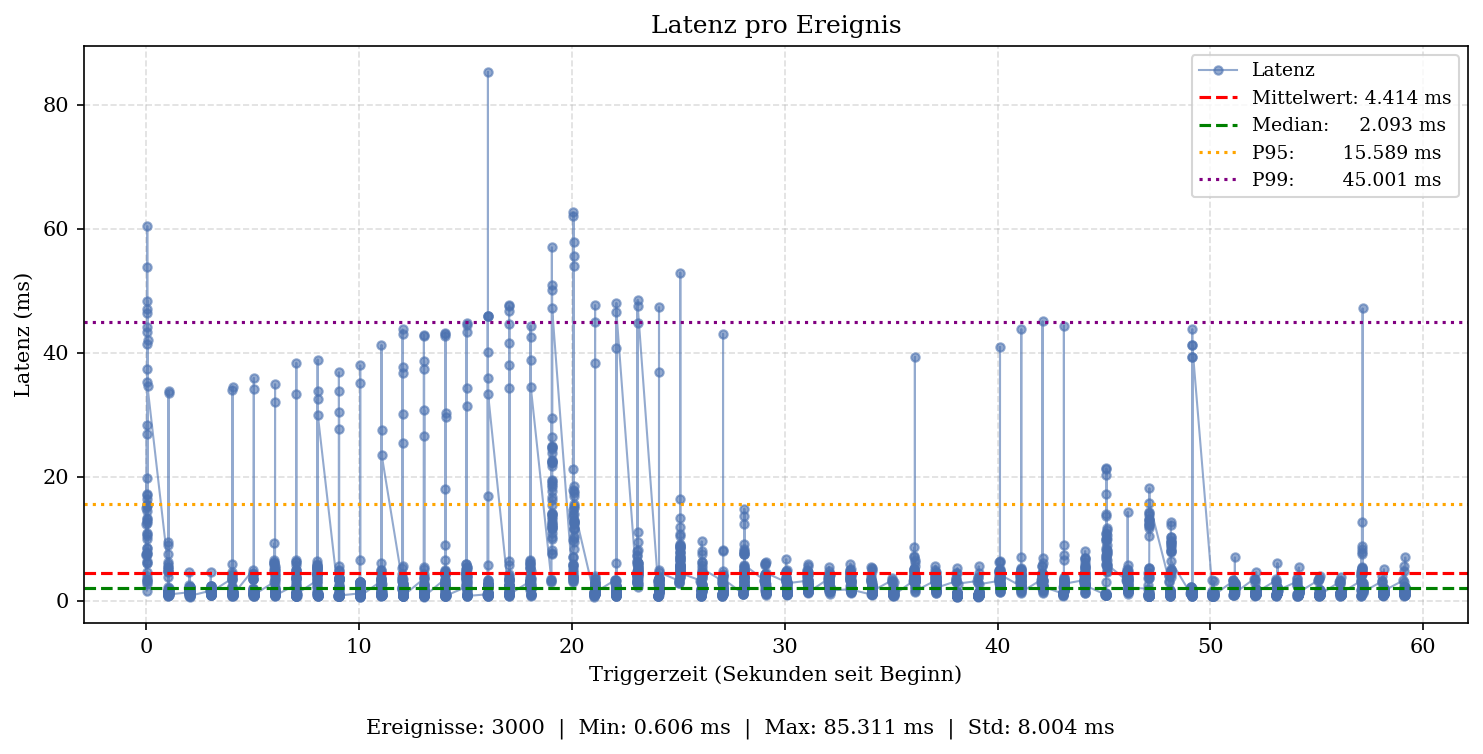 Latenz pro Ereignis
Latenz (ms)
80
60
40
20
0
Latenz
Mittelwert: 4.414 ms
Median: 2.093 ms
P95: 15.589 ms
P99: 45.001 ms
0 10 20 30 40 50 60
Triggerzeit (Sekunden seit Beginn)
Ereignisse: 3000 | Min: 0.606 ms | Max: 85.311 ms | Std: 8.004 ms